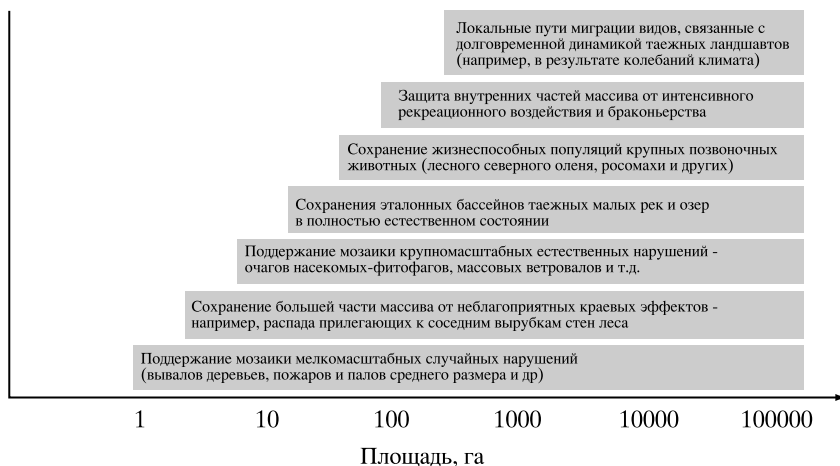 Локальные пути миграции видов, связанные с
долговременной динамикой таежных ландшавтов
(например, в результате колебаний климата)
Защита внутренних частей массива от интенсивного
рекреационного воздействия и браконьерства
Сохранение жизнеспособных популяций крупных позвоночных
животных (лесного северного оленя, росомахи и других)
Сохранения эталонных бассейнов таежных малых рек и озер
в полностью естественном состоянии
Поддержание мозаики крупномасштабных естественных нарушений -
очагов насекомых-фитофагов, массовых ветровалов и т.д.
Сохранение большей части массива от неблагоприятных краевых эффектов -
например, распада прилегающих к соседним вырубкам стен леса
Поддержание мозаики мелкомасштабных случайных нарушений
(вывалов деревьев, пожаров и палов среднего размера и др)
1 10 100 1000 10000 100000
Площадь, га